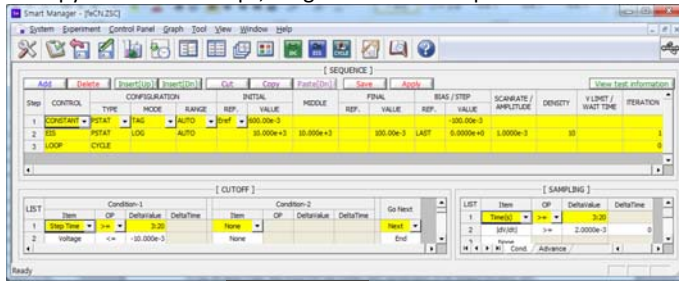 Smart Manager - [feCN.ZSC]
System Experiment Control Panel Graph Tool View Window Help
[ SEQUENCE ]
Add Delete Insert[Up] Insert[Dn] Cut Copy Paste[Dn] Save Apply View test information
Step CONTROL CONFIGURATION INITIAL MIDDLE FINAL BIAS / STEP SCANRATE / AMPLITUDE DENSITY V LIMIT / WAIT TIME ITERATION
TYPE MODE RANGE REF. VALUE REF. VALUE REF. VALUE
1 CONSTANT PSTAT TAG AUTO Eref 600.00e-3 -100.00e-3
2 EIS PSTAT LOG AUTO 10.000e+3 10.000e+3 100.00e-3 LAST 0.0000e+0 1.0000e-3 10 1
3 LOOP CYCLE 0
[ CUTOFF ] [ SAMPLING ]
LIST Condition-1 Condition-2 Go Next LIST Item OP DeltaValue DeltaTime
Item OP DeltaValue DeltaTime Item OP DeltaValue DeltaTime
1 Step Time >= 3:20 None Next 1 Time(s) >= 3:20
2 Voltage <= -10.000e-3 None End 2 |dV/dt| >= 2.0000e-3 0
None
Cond. Advance
Ready